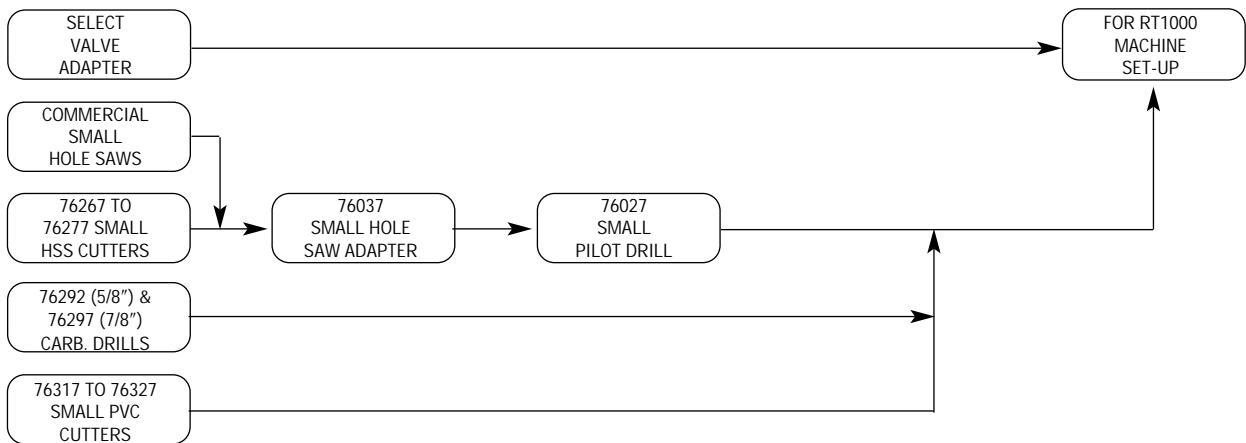 SELECT
VALVE
ADAPTER
FOR RT1000
MACHINE
SET-UP
COMMERCIAL
SMALL
HOLE SAWS
76267 TO
76277 SMALL
HSS CUTTERS
76037
SMALL HOLE
SAW ADAPTER
76027
SMALL
PILOT DRILL
76292 (5/8″) &
76297 (7/8″)
CARB. DRILLS
76317 TO 76327
SMALL PVC
CUTTERS